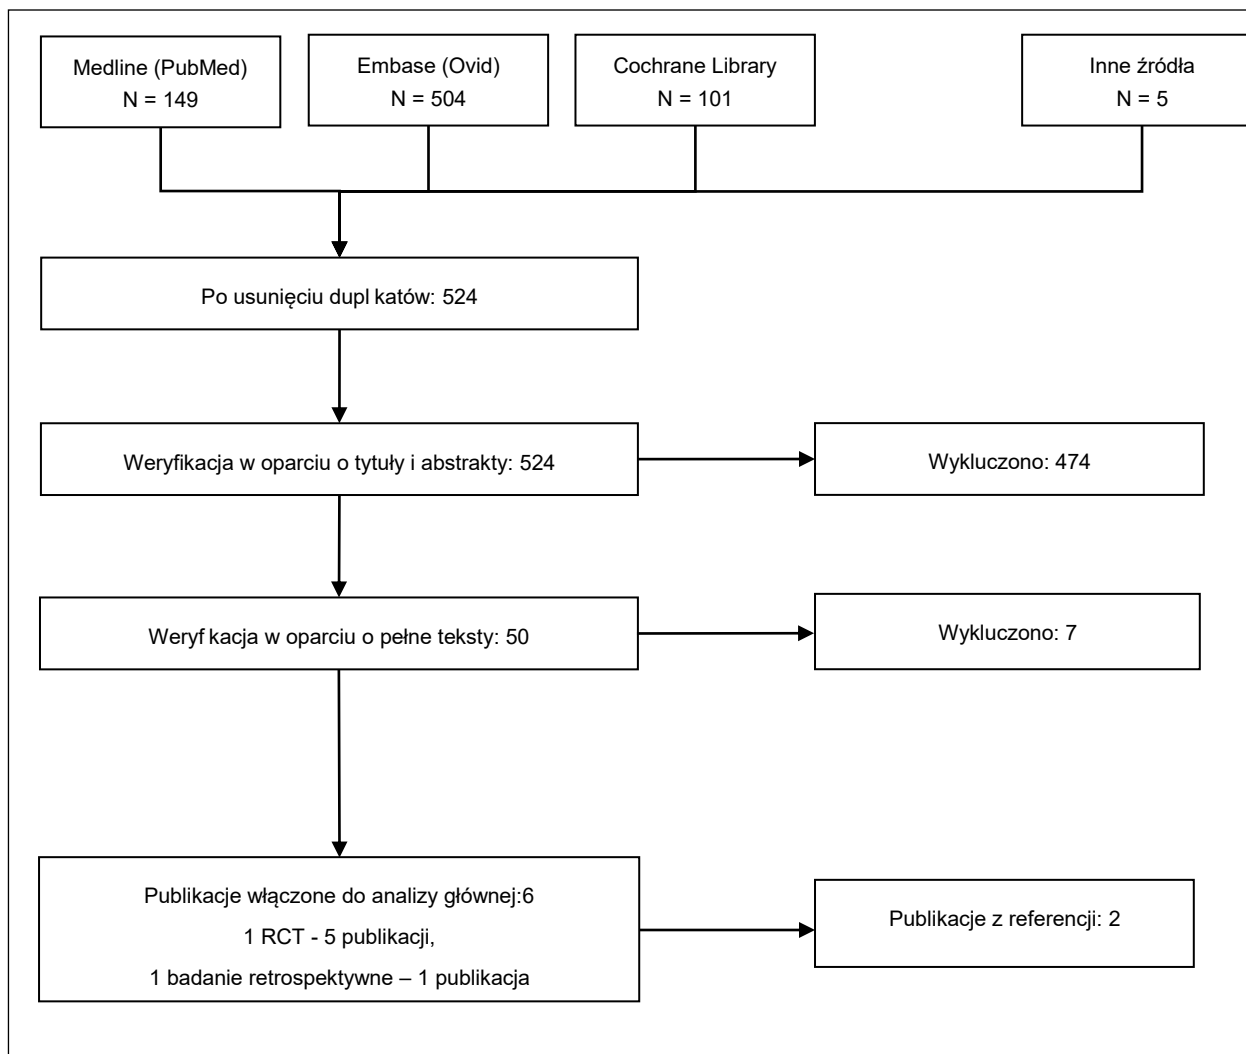 Medline (PubMed)
N = 149
Embase (Ovid)
N = 504
Cochrane Library
N = 101
Inne źródła
N = 5
Po usunięciu dupl katów: 524
Weryfikacja w oparciu o tytuły i abstrakty: 524
Wykluczono: 474
Weryf kacja w oparciu o pełne teksty: 50
Wykluczono: 7
Publikacje włączone do analizy głównej:6
1 RCT - 5 publikacji,
1 badanie retrospektywne – 1 publikacja
Publikacje z referencji: 2